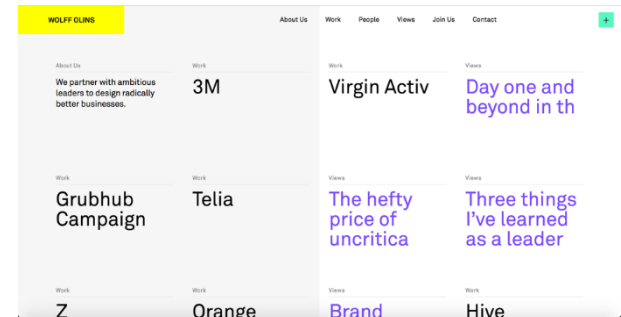 WOLFF OLINS
About Us Work People Views Join Us Contact
+
About Us
We partner with ambitious
leaders to design radically
better businesses.
Work
3M
Work
Virgin Activ
Views
Day one and
beyond in th
Work
Grubhub
Campaign
Work
Telia
Views
The hefty
price of
uncritica
Views
Three things
I've learned
as a leader
Work
Z
Work
Orange
Views
Brand
Work
Hive